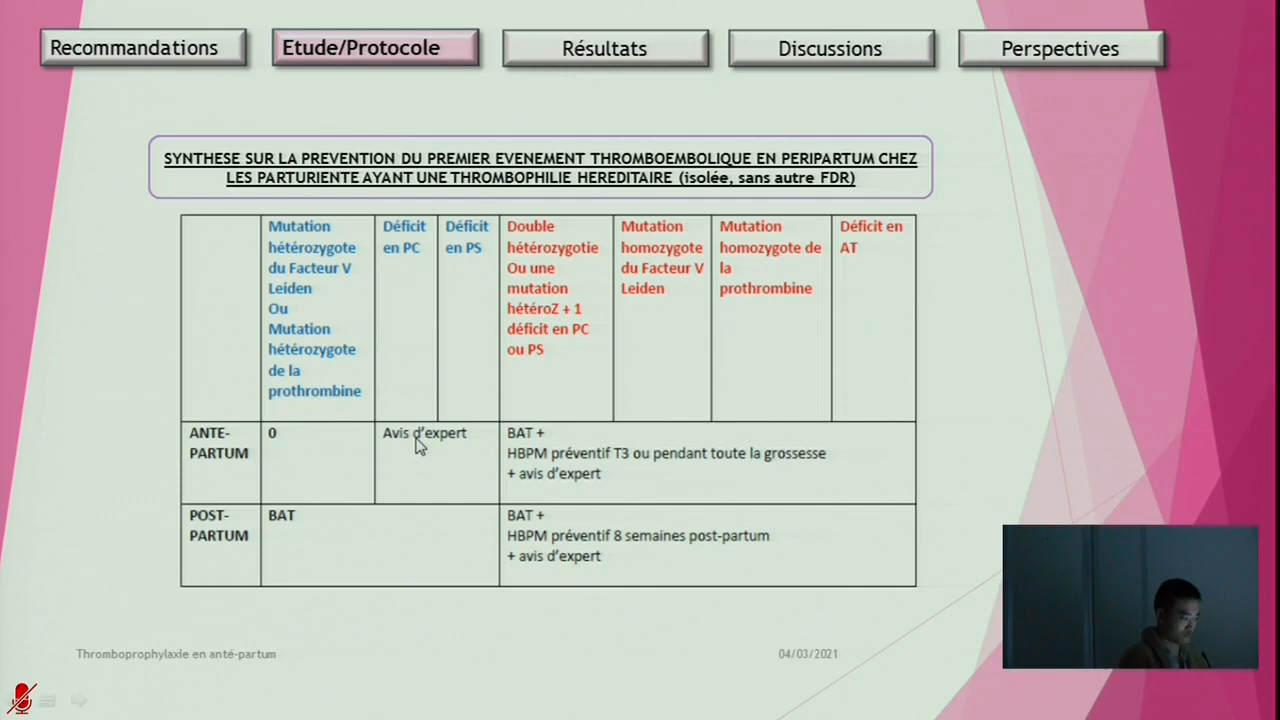 Recommandations
Etude/Protocole
Résultats
Discussions
Perspectives
SYNTHESE SUR LA PREVENTION DU PREMIER EVENEMENT THROMBOEMBOLIQUE EN PERIPARTUM CHEZ
LES PARTURIENTE AYANT UNE THROMBOPHILIE HEREDITAIRE (isolée, sans autre FDR)
Mutation
hétérozygote
du Facteur V
Leiden
Ou
Mutation
hétérozygote
de la
prothrombine
Déficit
en PC
Déficit
en PS
Double
hétérozygotie
Ou une
mutation
hétéroZ + 1
déficit en PC
ou PS
Mutation
homozygote
du Facteur V
Leiden
Mutation
homozygote de
la
prothrombine
Déficit en
AT
ANTE-
PARTUM
0
Avis d’expert
BAT +
HBPM préventif T3 ou pendant toute la grossesse
+ avis d’expert
POST-
PARTUM
BAT
BAT +
HBPM préventif 8 semaines post-partum
+ avis d’expert
Thromboprophylaxie en anté-partum
04/03/2021